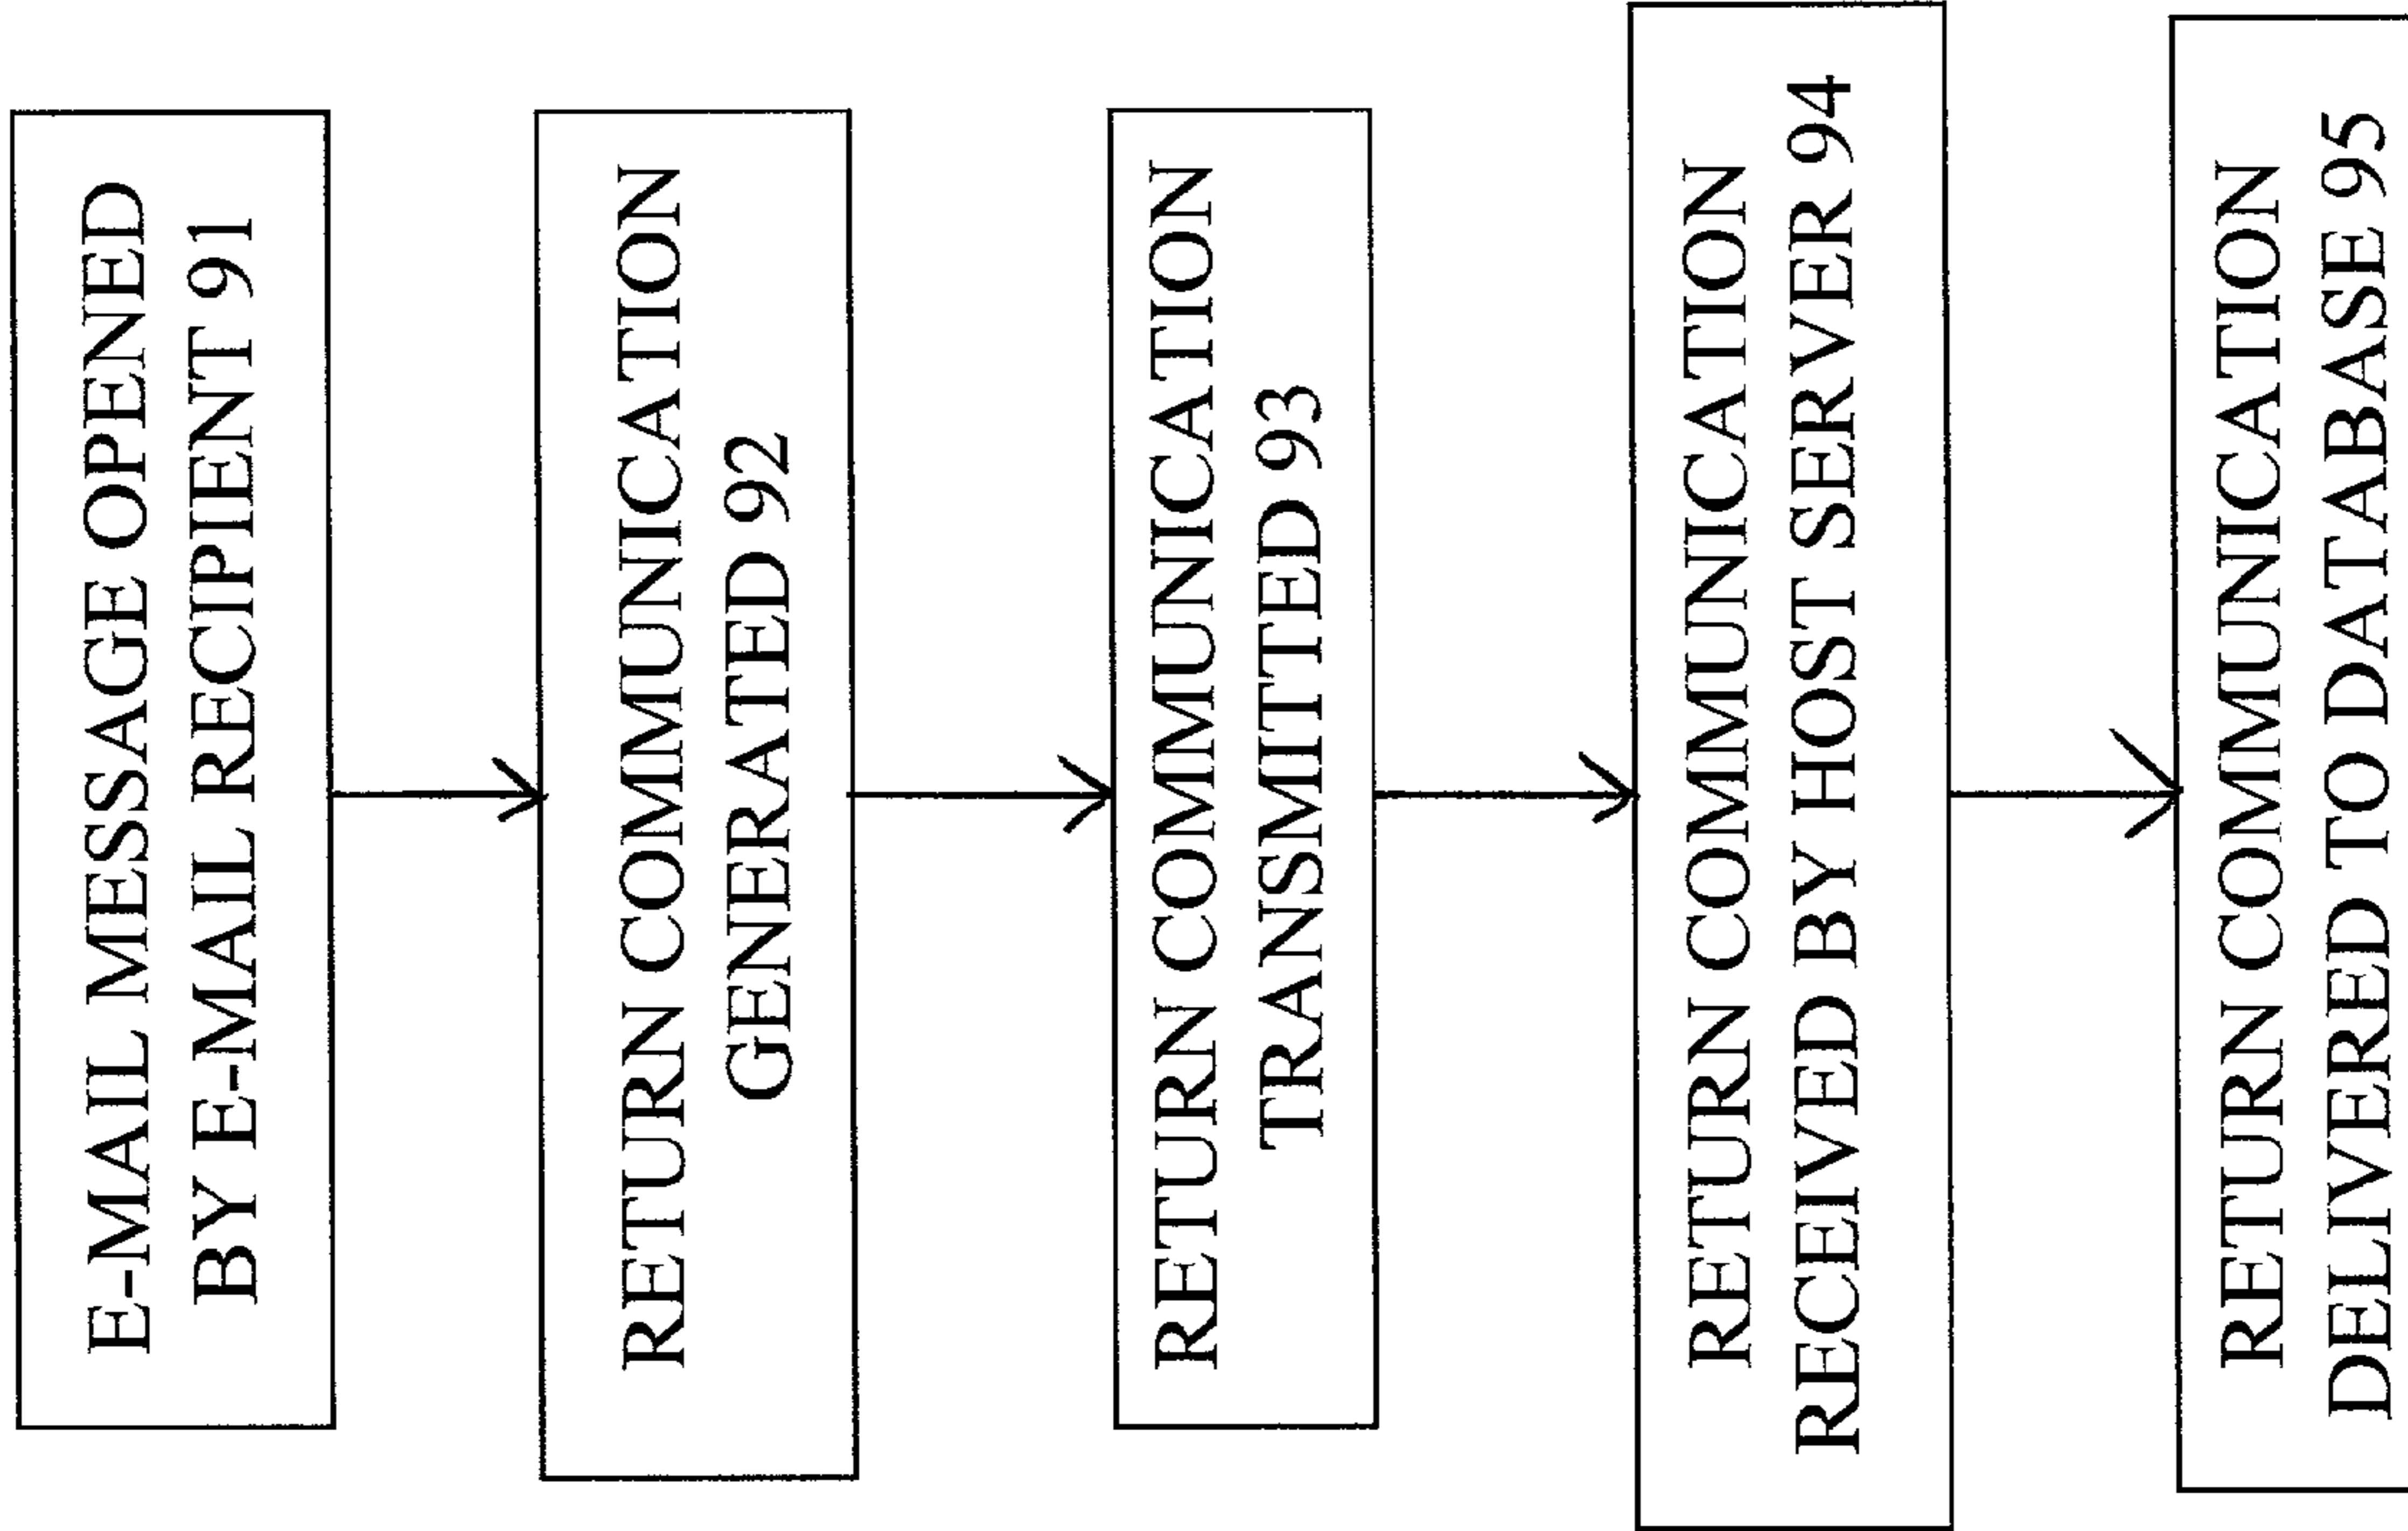 E-MAIL MESSAGE OPENED
BY E-MAIL RECIPIENT 91
RETURN COMMUNICATION
GENERATED 92
RETURN COMMUNICATION
TRANSMITTED 93
RETURN COMMUNICATION
RECEIVED BY HOST SERVER 94
RETURN COMMUNICATION
DELIVERED TO DATABASE 95